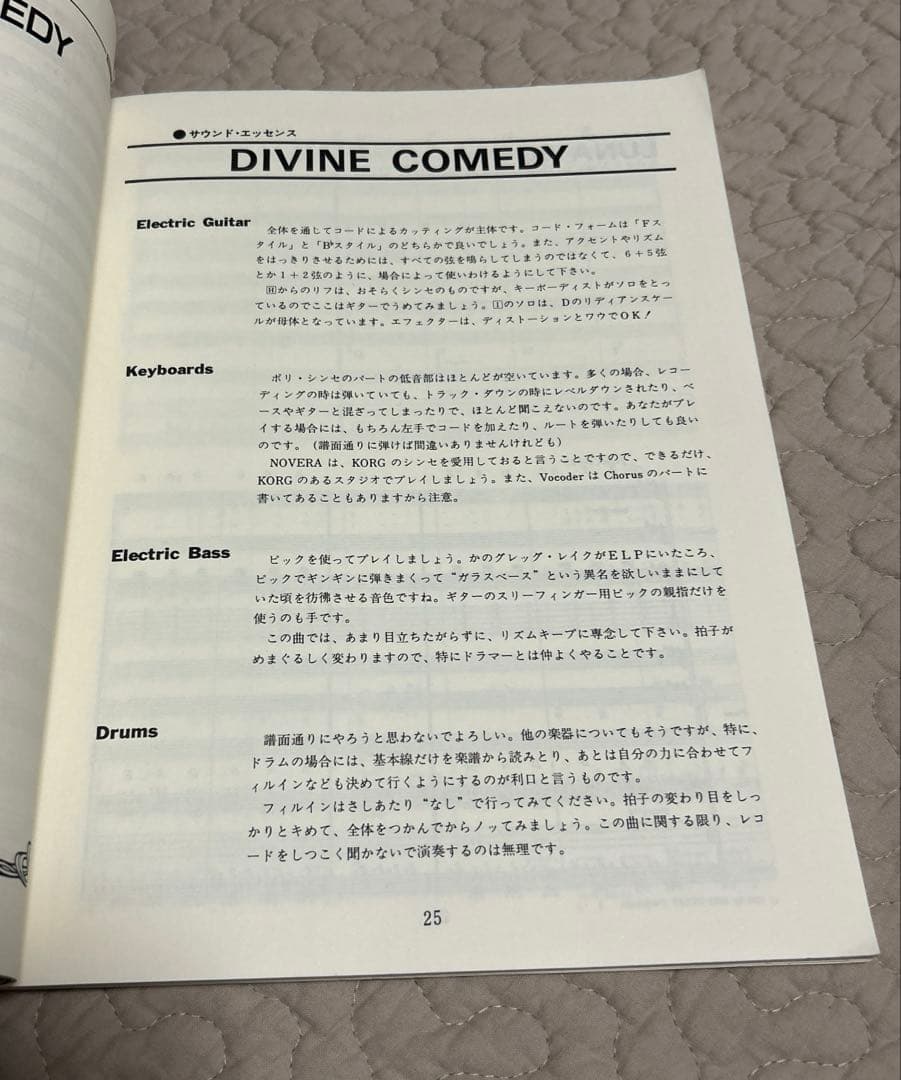 EDY
●サウンド・エッセンス
DIVINE COMEDY
Electric Guitar
全体を通してコードによるカッティングが主体です。コード・フォームは「Fス
タイル」と「B♭スタイル」のどちらかで良いでしょう。また、アクセントやリズム
をはっきりさせるためには、すべての弦を鳴らしてしまうのではなくて、6+5弦
とか1+2弦のように、場合によって使いわけるようにして下さい。
Hからのリフは、おそらくシンセのものですが、キーボーディストがソロをとっ
ているのでここはギターでうめてみましょう。Iのソロは、Dのリディアンスケー
ルが母体となっています。エフェクターは、ディストーションとワウでOK!
Keyboards
ポリ・シンセのパートの低音部はほとんどが空いています。多くの場合、レコー
ディングの時は弾いていても、トラック・ダウンの時にレベルダウンされたり、ベ
ースやギターと混ざってしまったりで、ほとんど聞こえないのです。あなたがプレ
イする場合には、もちろん左手でコードを加えたり、ルートを弾いたりしても良い
のです。(譜面通りに弾けば間違いありませんけれども)
NOVERA は、KORG のシンセを愛用しておると言うことですので、できるだけ、
KORG のあるスタジオでプレイしましょう。また、Vocoder は Chorus のパートに
書いてあることもありますから注意。
Electric Bass
ピックを使ってプレイしましょう。かのグレッグ・レイクがELPにいたころ、
ピックでギンギンに弾きまくって"ガラスベース"という異名を欲しいままにして
いた頃を彷彿させる音色ですね。ギターのスリーフィンガー用ピックの親指だけを
使うのも手です。
この曲では、あまり目立ちたがらずに、リズムキープに専念して下さい。拍子が
めまぐるしく変わりますので、特にドラマーとは仲よくやることです。
Drums
譜面通りにやろうと思わないでよろしい。他の楽器についてもそうですが、特に、
ドラムの場合には、基本線だけを楽譜から読みとり、あとは自分の力に合わせてフ
ィルインなども決めて行くようにするのが利口と言うものです。
フィルインはさしあたり"なし"で行ってみてください。拍子の変わり目をしっ
かりとキめて、全体をつかんでからノッてみましょう。この曲に関する限り、レコ
ードをしつこく聞かないで演奏するのは無理です。
25